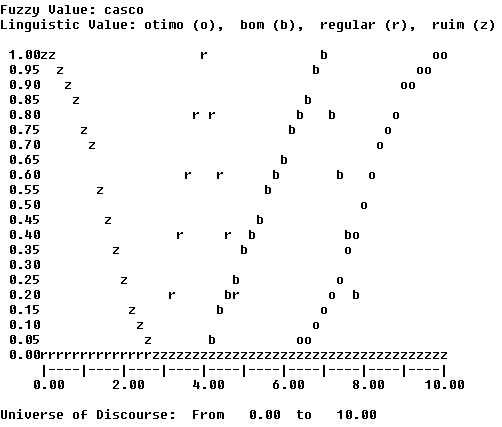 Fuzzy Value: casco
Linguistic Value: otimo (o),  bom (b),  regular (r),  ruim (z)
 1.00zz                  r              b             oo
 0.95  z                               b            oo
 0.90   z                                         oo
 0.85    z                            b
 0.80                   r r          b   b       o
 0.75     z                         b           o
 0.70      z                                   o
 0.65                              b
 0.60                  r   r      b       b   o
 0.55       z                    b
 0.50                                        o
 0.45        z                  b
 0.40                 r     r  b           bo
 0.35         z               b            o
 0.30
 0.25          z             b            o
 0.20                r      br           o  b
 0.15           z          b            o
 0.10            z                     o
 0.05             z       b          oo
 0.00rrrrrrrrrrrrrrzzzzzzzzzzzzzzzzzzzzzzzzzzzzzzzzzzzzz
     |----|----|----|----|----|----|----|----|----|----|
    0.00      2.00      4.00      6.00      8.00      10.00
Universe of Discourse:  From   0.00  to   10.00